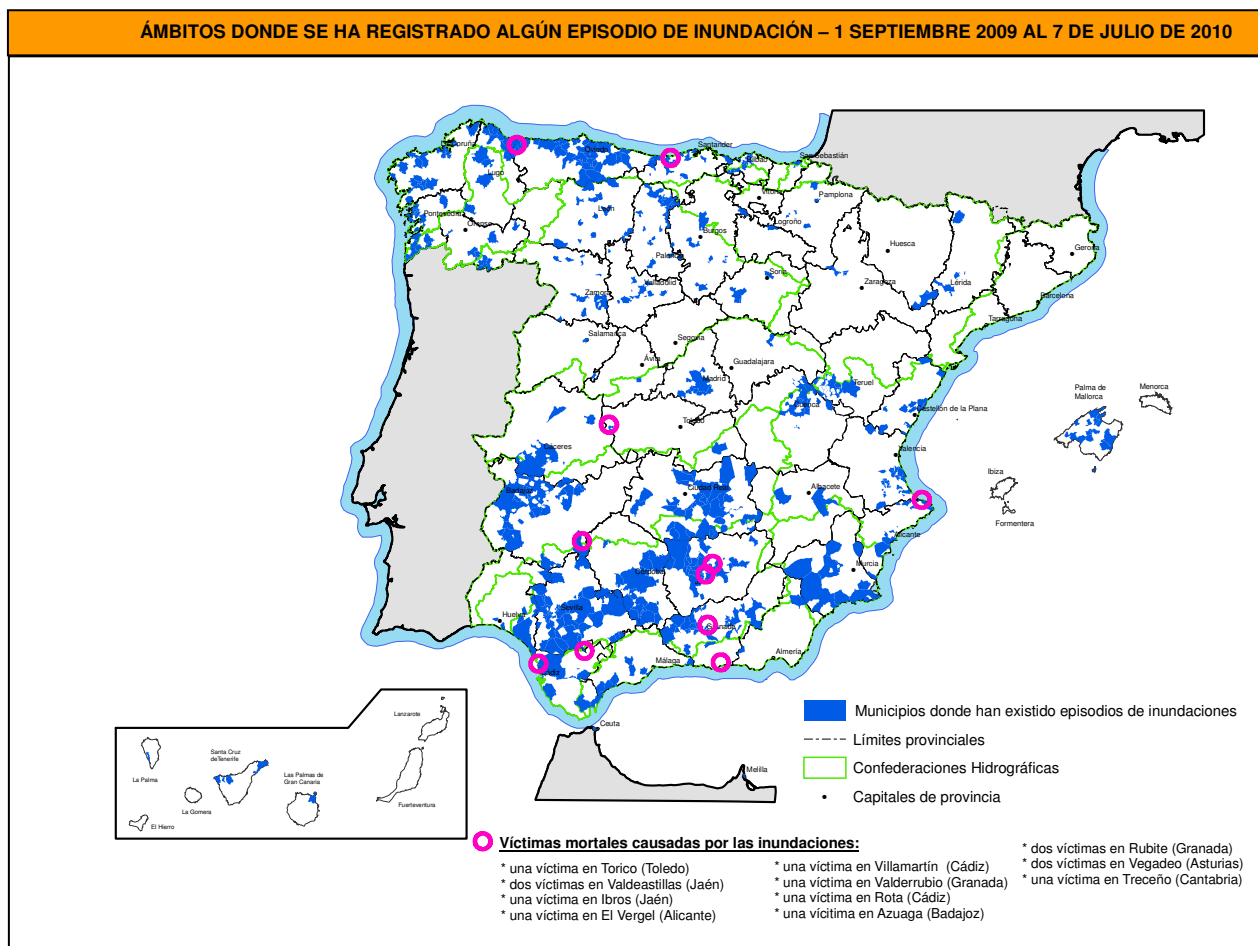 ÁMBITOS DONDE SE HA REGISTRADO ALGÚN EPISODIO DE INUNDACIÓN – 1 SEPTIEMBRE 2009 AL 7 DE JULIO DE 2010
Santander
Oviedo
San Sebastián
Bilbao
Lugo
Vitoria
Pamplona
León
Pontevedra
Orense
Logroño
Burgos
Huesca
Gerona
Palencia
Soria
Zaragoza
Lérida
Valladolid
Zamora
Barcelona
Tarragona
Salamanca
Segovia
Ávila
Guadalajara
Madrid
Teruel
Cuenca
Castellón de la Plana
Toledo
Palma de
Mallorca
Menorca
Cáceres
Valencia
Ibiza
Badajoz
Ciudad Real
Albacete
Formentera
Alicante
Córdoba
Murcia
Sevilla
Huelva
Granada
Almería
Málaga
Cádiz
Ceuta
Melilla
Lanzarote
Santa Cruz
deTenerife
Las Palmas de
Gran Canaria
La Palma
Fuerteventura
La Gomera
El Hierro
Municipios donde han existido episodios de inundaciones
Límites provinciales
Confederaciones Hidrográficas
Capitales de provincia
Víctimas mortales causadas por las inundaciones:
* una víctima en Torico (Toledo)
* dos víctimas en Valdeastillas (Jaén)
* una víctima en Ibros (Jaén)
* una víctima en El Vergel (Alicante)
* una víctima en Villamartín (Cádiz)
* una víctima en Valderrubio (Granada)
* una víctima en Rota (Cádiz)
* una vícitima en Azuaga (Badajoz)
* dos víctimas en Rubite (Granada)
* dos víctimas en Vegadeo (Asturias)
* una víctima en Treceño (Cantabria)